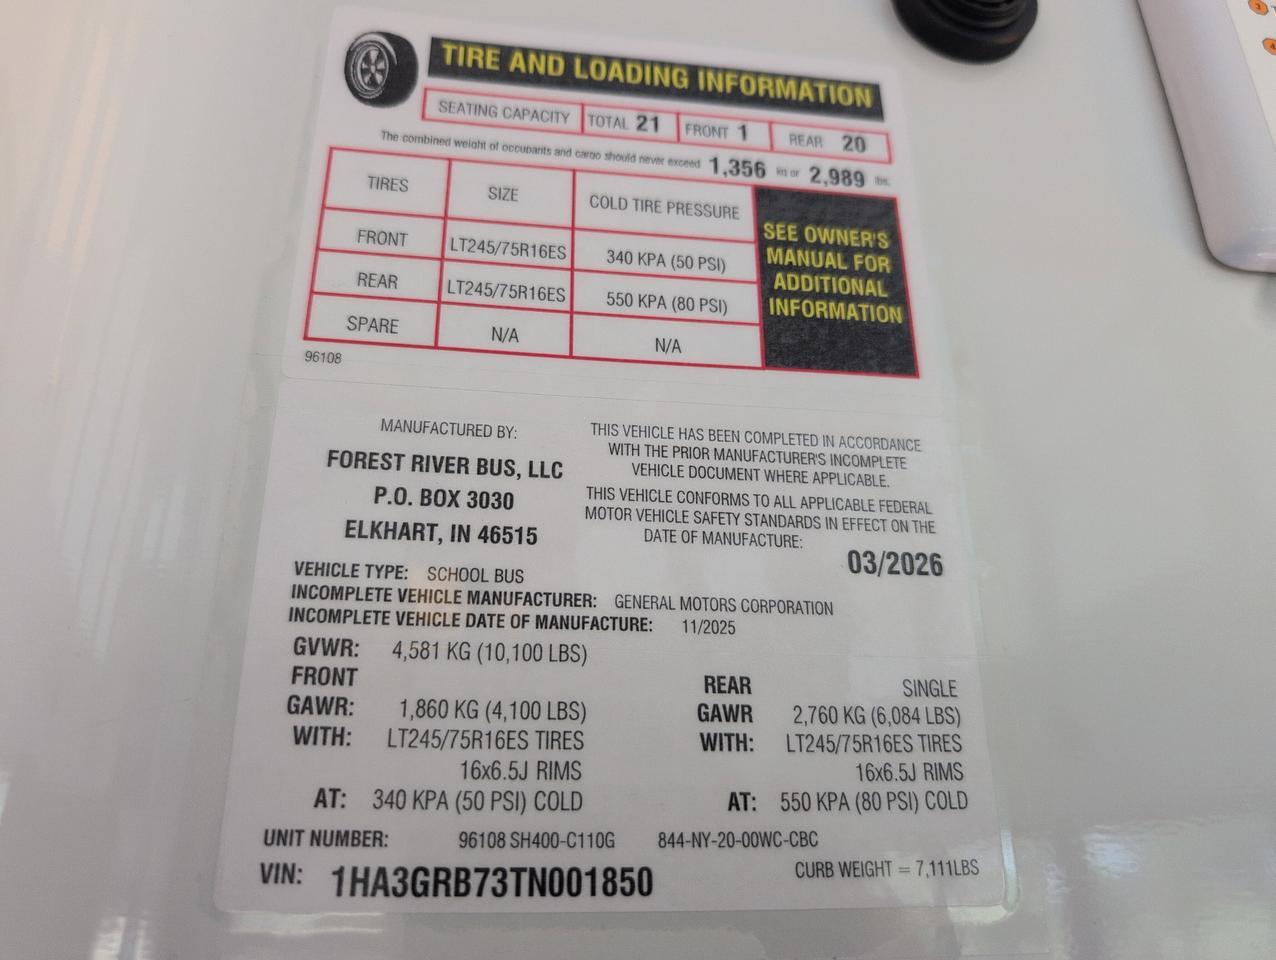 TIRE AND LOADING INFORMATION
SEATING CAPACITY TOTAL 21 FRONT 1 REAR 20
The combined weight of occupants and cargo should never exceed 1,356 kg or 2,989 lbs.
TIRES SIZE COLD TIRE PRESSURE
FRONT LT245/75R16ES 340 KPA (50 PSI)
REAR LT245/75R16ES 550 KPA (80 PSI)
SPARE N/A N/A
SEE OWNER'S
MANUAL FOR
ADDITIONAL
INFORMATION
96108
MANUFACTURED BY:
FOREST RIVER BUS, LLC
P.O. BOX 3030
ELKHART, IN 46515
THIS VEHICLE HAS BEEN COMPLETED IN ACCORDANCE
WITH THE PRIOR MANUFACTURER'S INCOMPLETE
VEHICLE DOCUMENT WHERE APPLICABLE.
THIS VEHICLE CONFORMS TO ALL APPLICABLE FEDERAL
MOTOR VEHICLE SAFETY STANDARDS IN EFFECT ON THE
DATE OF MANUFACTURE:
03/2026
VEHICLE TYPE: SCHOOL BUS
INCOMPLETE VEHICLE MANUFACTURER: GENERAL MOTORS CORPORATION
INCOMPLETE VEHICLE DATE OF MANUFACTURE: 11/2025
GVWR: 4,581 KG (10,100 LBS)
FRONT
GAWR: 1,860 KG (4,100 LBS)
WITH: LT245/75R16ES TIRES
16x6.5J RIMS
AT: 340 KPA (50 PSI) COLD
REAR SINGLE
GAWR 2,760 KG (6,084 LBS)
WITH: LT245/75R16ES TIRES
16x6.5J RIMS
AT: 550 KPA (80 PSI) COLD
UNIT NUMBER: 96108 SH400-C110G 844-NY-20-00WC-CBC
VIN: 1HA3GRB73TN001850
CURB WEIGHT = 7,111LBS